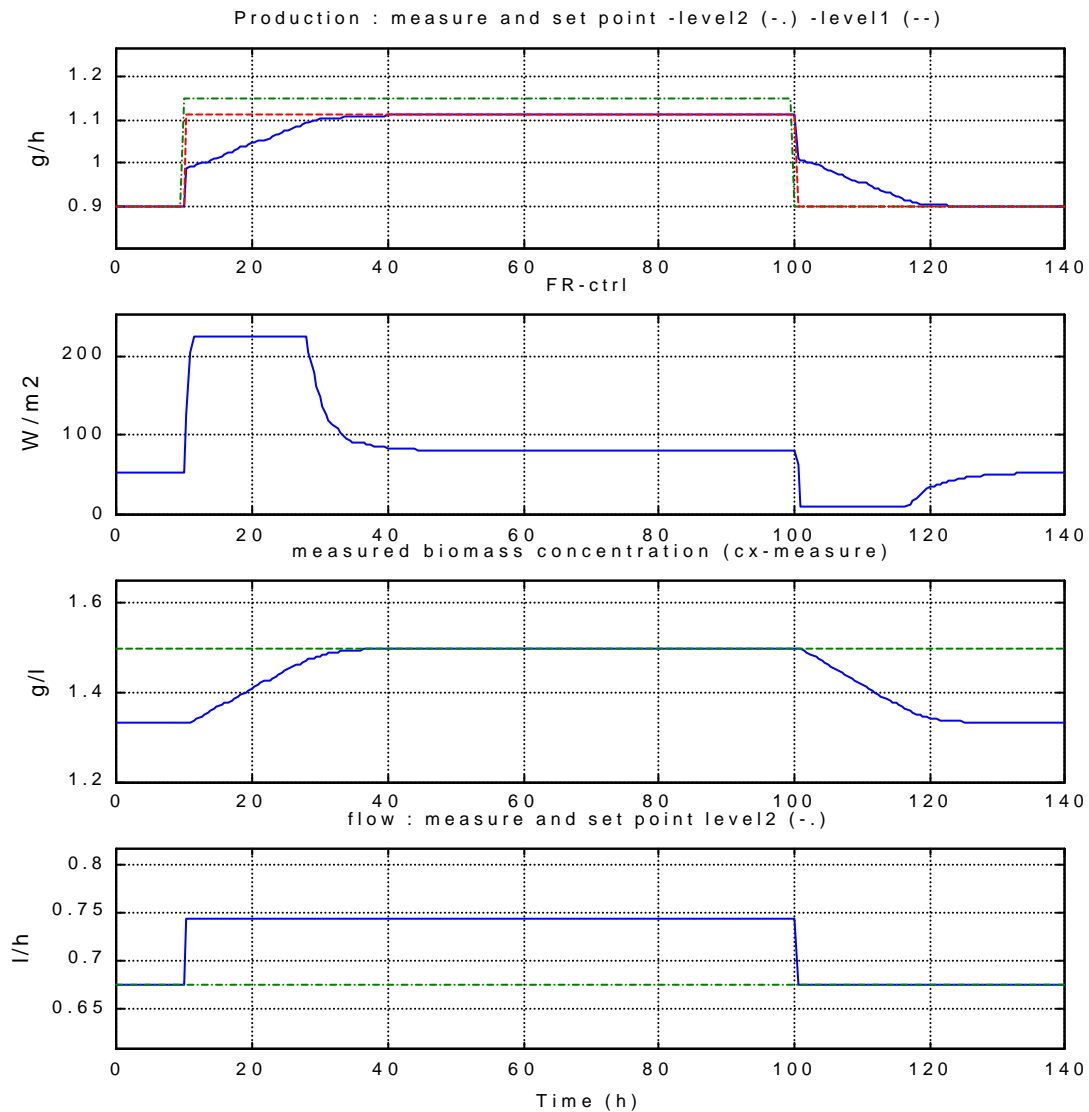 Production : measure and set point -level2 (-.) -level1 (--)
1.2
1.1
1
0.9
g/h
0 20 40 60 80 100 120 140
FR-ctrl
200
100
0
W/m2
0 20 40 60 80 100 120 140
measured biomass concentration (cx-measure)
1.6
1.4
1.2
g/l
0 20 40 60 80 100 120 140
flow : measure and set point level2 (-.)
0.8
0.75
0.7
0.65
l/h
0 20 40 60 80 100 120 140
Time (h)